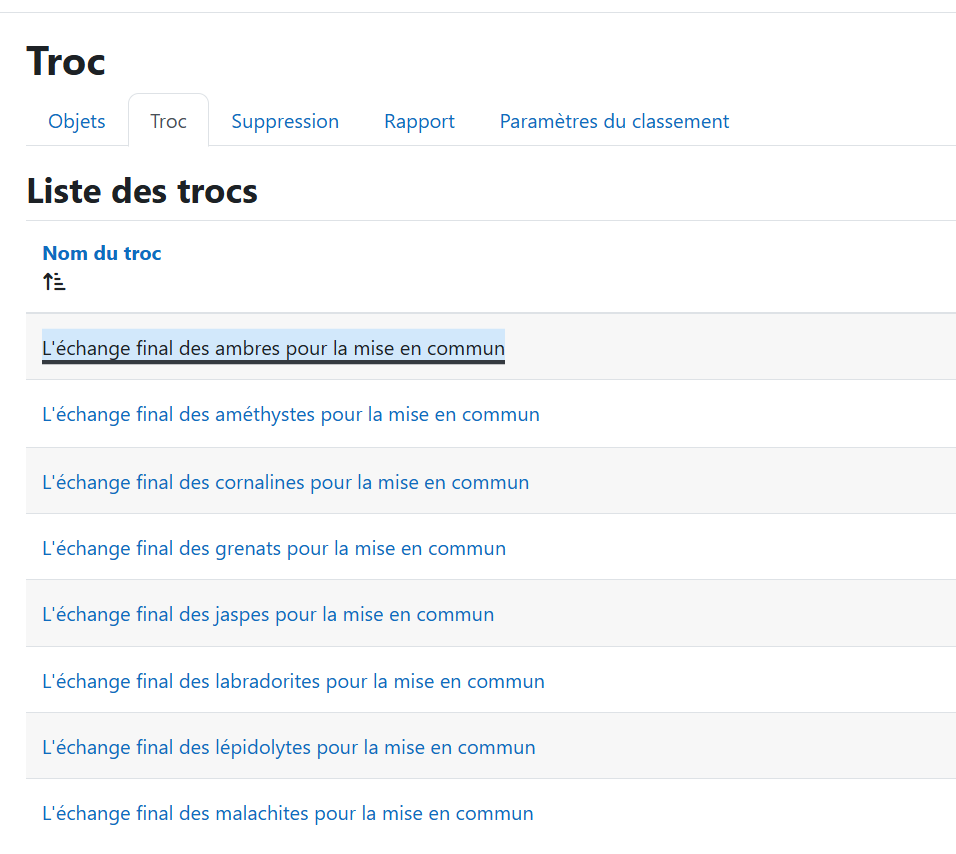 Troc
Objets Troc Suppression Rapport Paramètres du classement
Liste des trocs
Nom du troc
L'échange final des ambres pour la mise en commun
L'échange final des améthystes pour la mise en commun
L'échange final des cornalines pour la mise en commun
L'échange final des grenats pour la mise en commun
L'échange final des jaspes pour la mise en commun
L'échange final des labradorites pour la mise en commun
L'échange final des lépidolytes pour la mise en commun
L'échange final des malachites pour la mise en commun